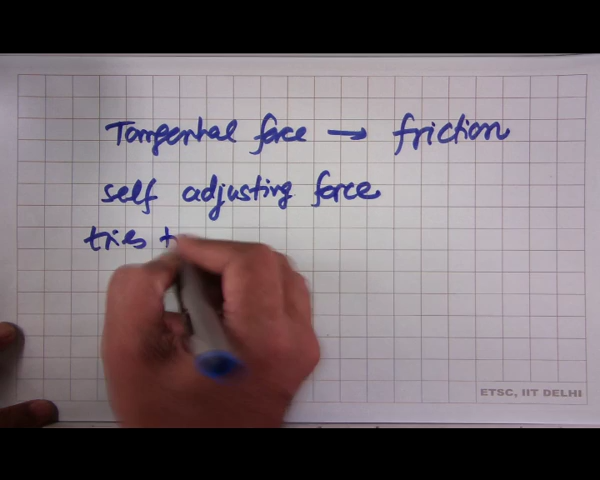 Tangential force → friction
self adjusting force
tries t
ETSC, IIT DELHI